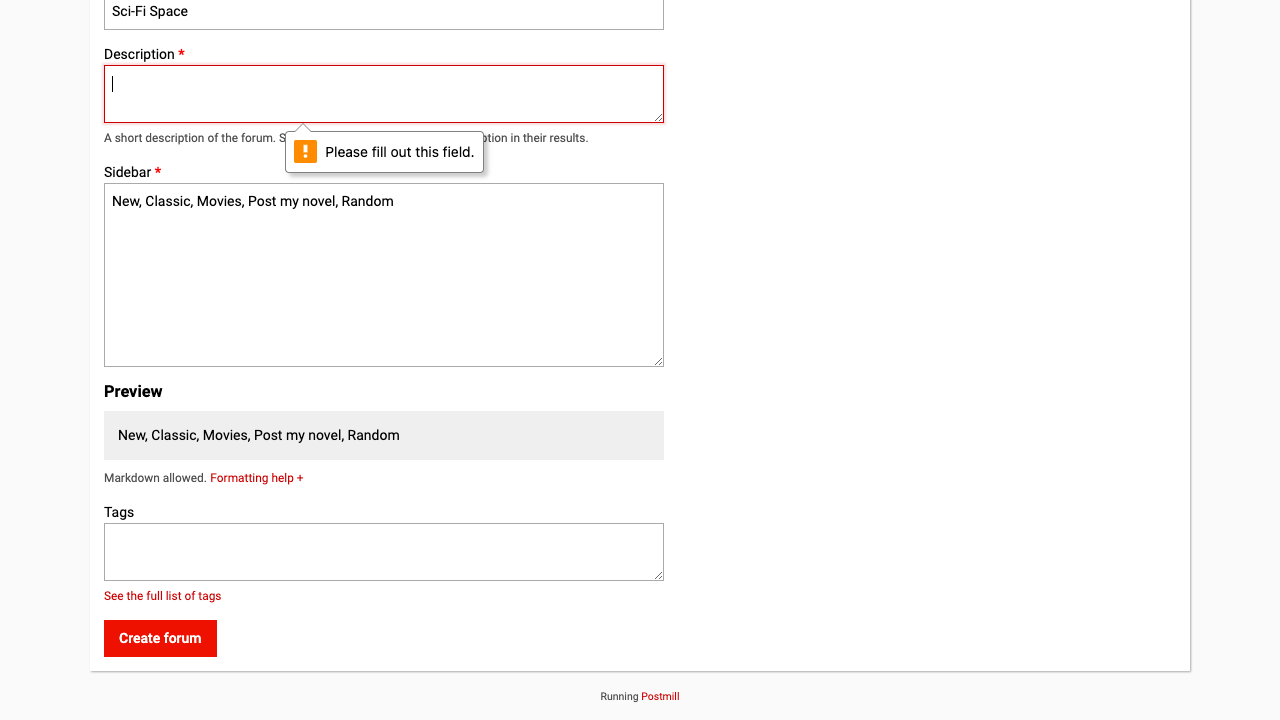 Sci-Fi Space
Description *
A short description of the forum. S
ption in their results.
Please fill out this field.
Sidebar *
New, Classic, Movies, Post my novel, Random
Preview
New, Classic, Movies, Post my novel, Random
Markdown allowed. Formatting help +
Tags
See the full list of tags
Create forum
Running Postmill